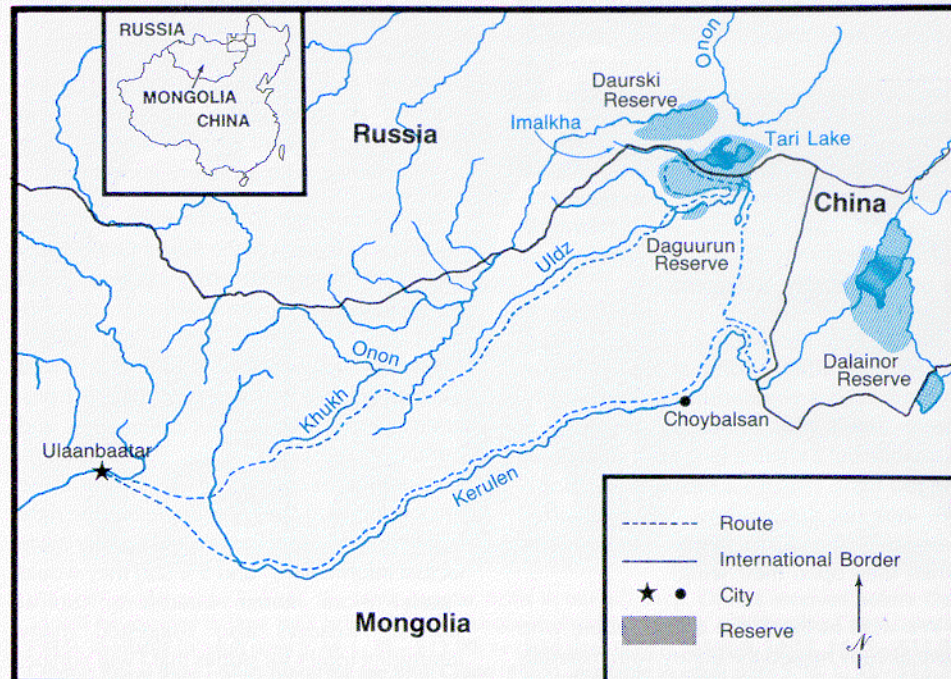 RUSSIA
MONGOLIA
CHINA
Russia
Daurski
Reserve
Onon
Imalkha
Tari Lake
China
Uldz
Daguurun
Reserve
Onon
Khukh
Dalainor
Reserve
Choybalsan
Ulaanbaatar
Kerulen
Mongolia
Route
International Border
City
Reserve
N